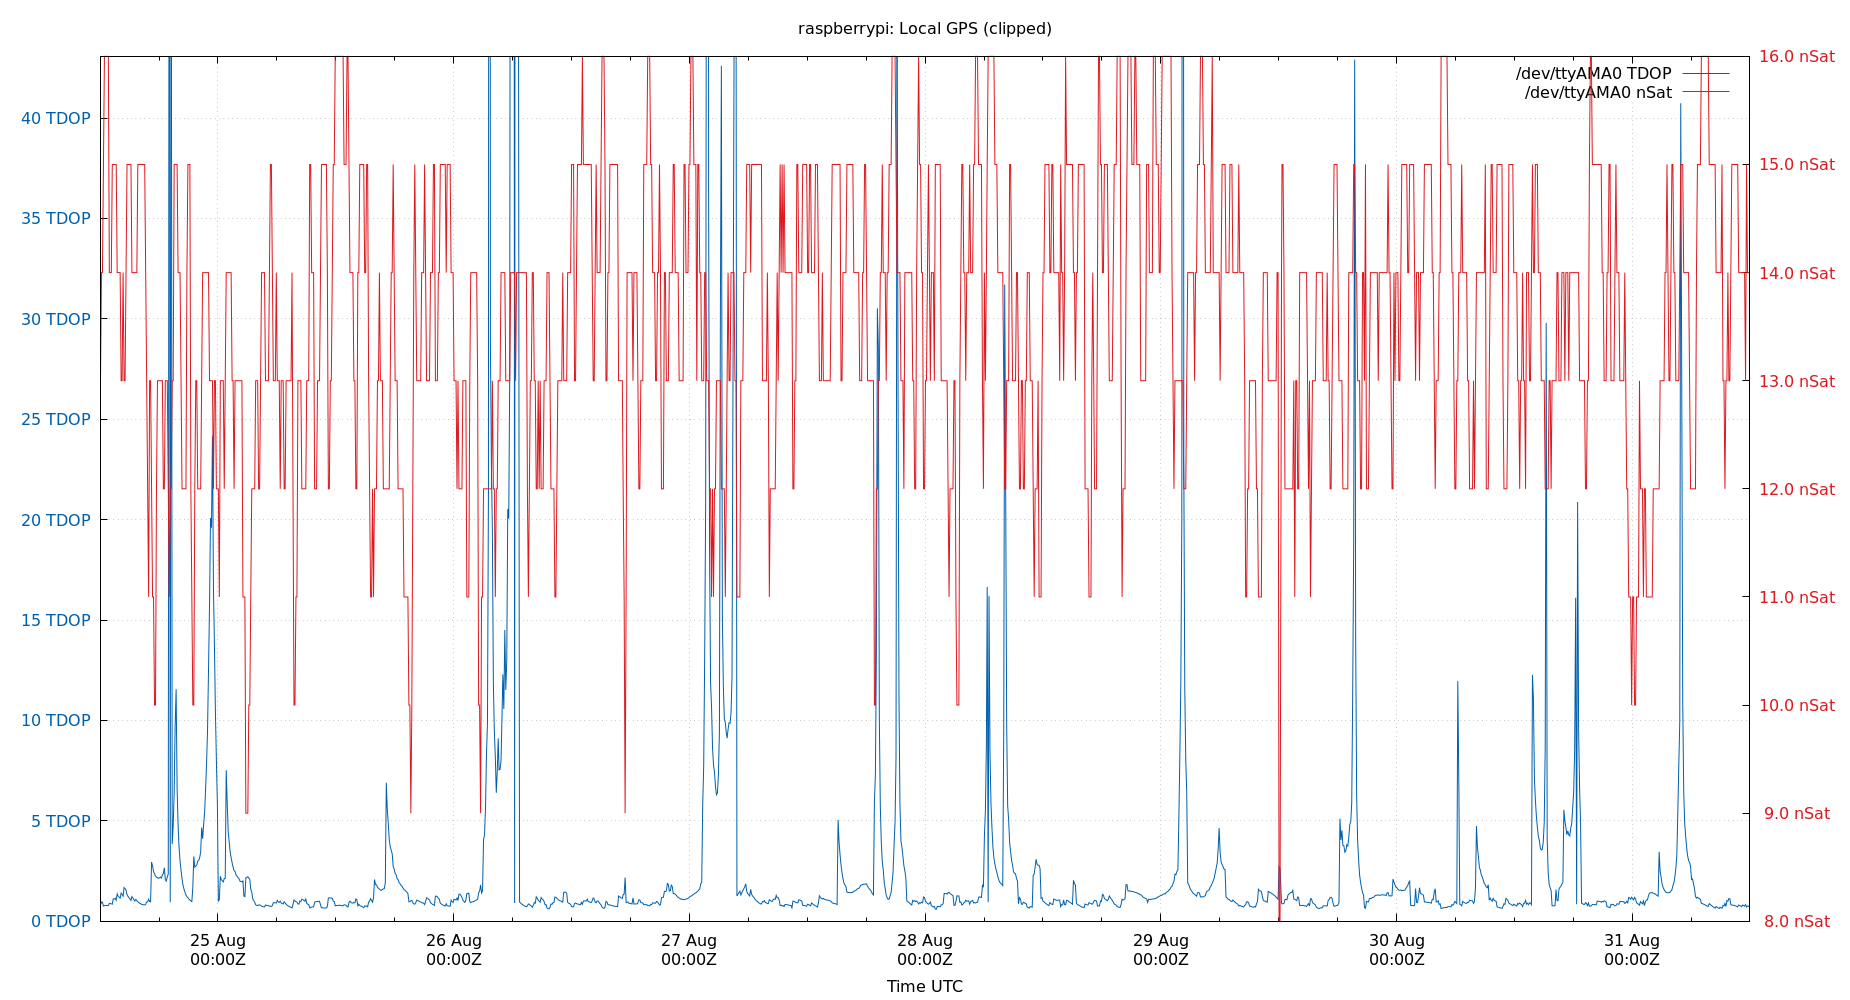 raspberrypi: Local GPS (clipped)
/dev/ttyAMA0 TDOP
/dev/ttyAMA0 nSat
40 TDOP
35 TDOP
30 TDOP
25 TDOP
20 TDOP
15 TDOP
10 TDOP
5 TDOP
0 TDOP
16.0 nSat
15.0 nSat
14.0 nSat
13.0 nSat
12.0 nSat
11.0 nSat
10.0 nSat
9.0 nSat
8.0 nSat
25 Aug
00:00Z
26 Aug
00:00Z
27 Aug
00:00Z
28 Aug
00:00Z
29 Aug
00:00Z
30 Aug
00:00Z
31 Aug
00:00Z
Time UTC